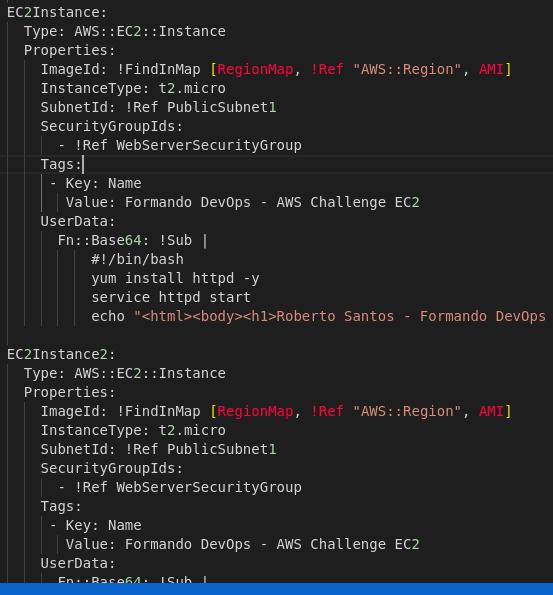 EC2Instance:
  Type: AWS::EC2::Instance
  Properties:
    ImageId: !FindInMap [RegionMap, !Ref "AWS::Region", AMI]
    InstanceType: t2.micro
    SubnetId: !Ref PublicSubnet1
    SecurityGroupIds:
      - !Ref WebServerSecurityGroup
    Tags:
     - Key: Name
       Value: Formando DevOps - AWS Challenge EC2
    UserData:
      Fn::Base64: !Sub |
          #!/bin/bash
          yum install httpd -y
          service httpd start
          echo "<html><body><h1>Roberto Santos - Formando DevOps
EC2Instance2:
  Type: AWS::EC2::Instance
  Properties:
    ImageId: !FindInMap [RegionMap, !Ref "AWS::Region", AMI]
    InstanceType: t2.micro
    SubnetId: !Ref PublicSubnet1
    SecurityGroupIds:
      - !Ref WebServerSecurityGroup
    Tags:
     - Key: Name
       Value: Formando DevOps - AWS Challenge EC2
    UserData:
      Fn::Base64: !Sub |